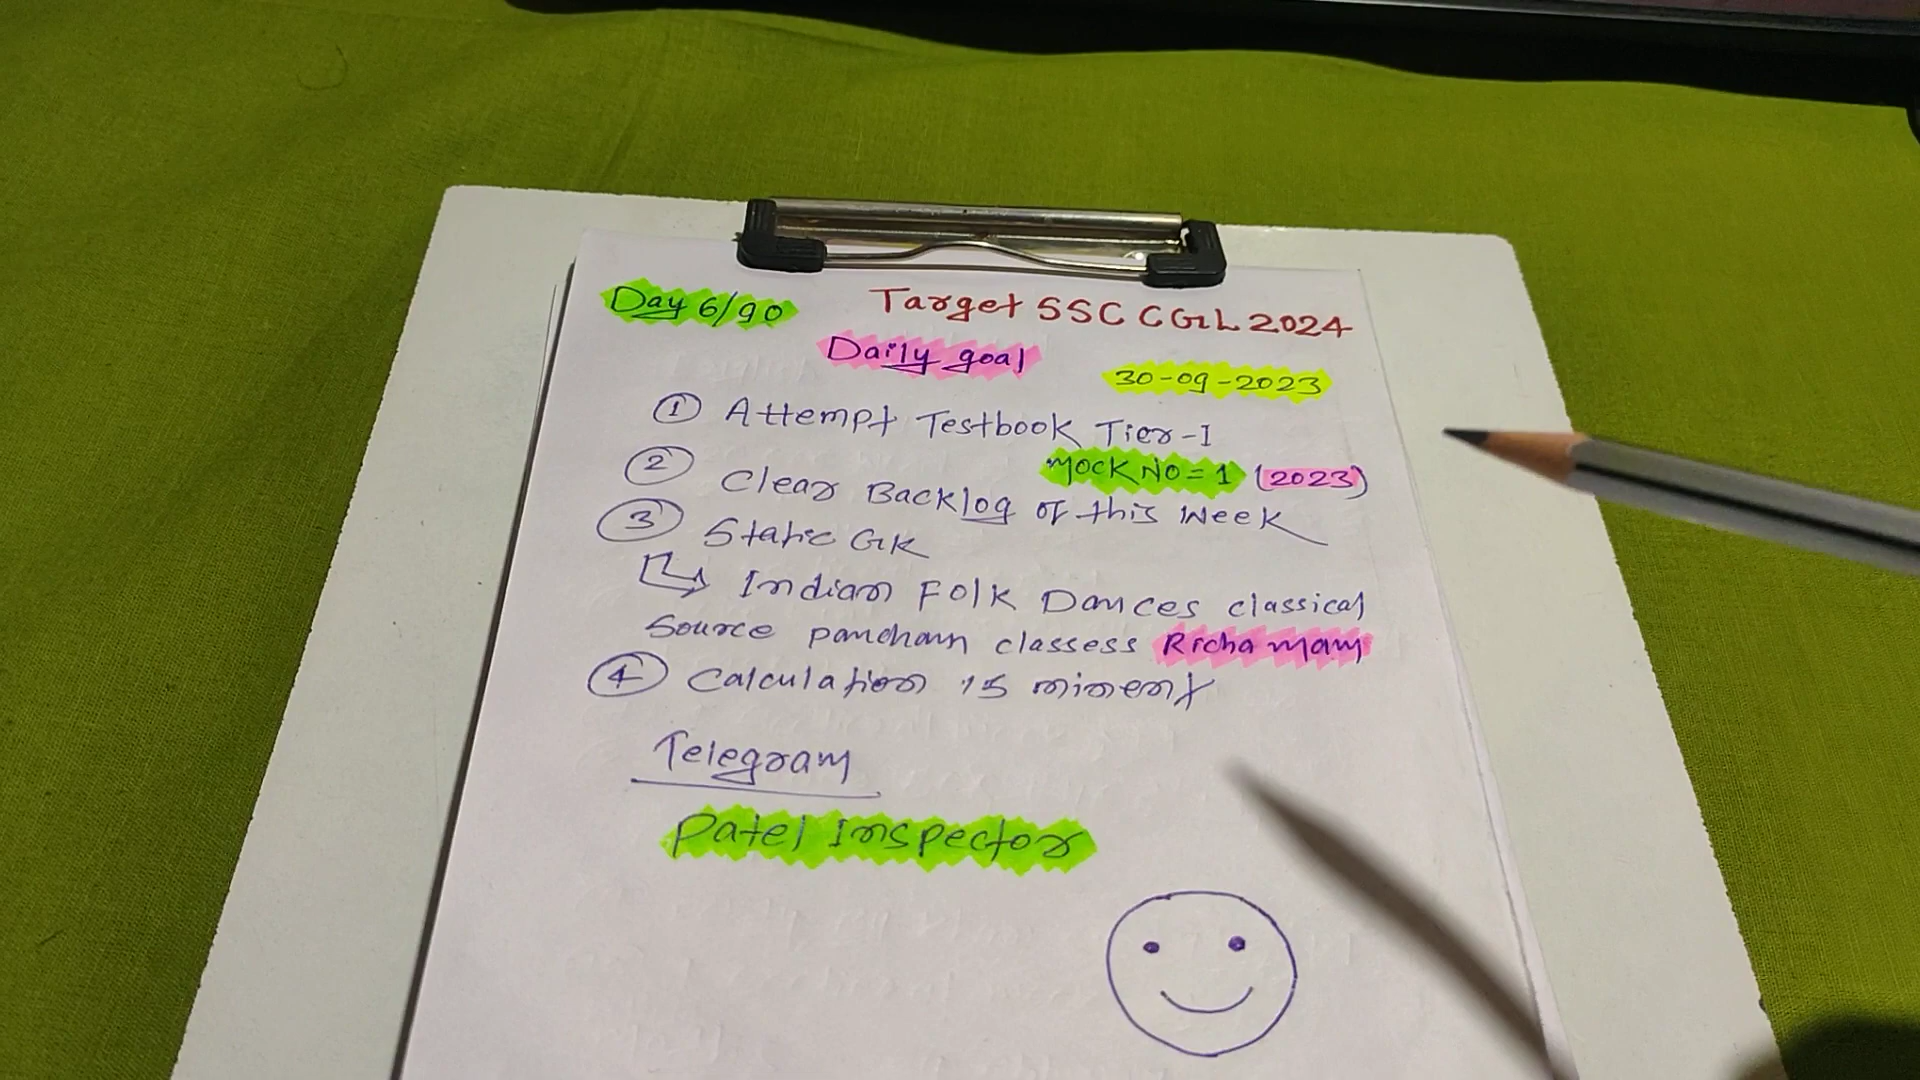 Day 6/90 Target SSC CGL 2024
Daily goal
30-09-2023
① Attempt Testbook Tier-I
Mock No = 1 (2023)
② Clear Backlog of this Week
③ Static GK
Indian Folk Dances classical
Source parcham classess Richa mam
④ Calculation 15 minent
Telegram
Patel Inspector